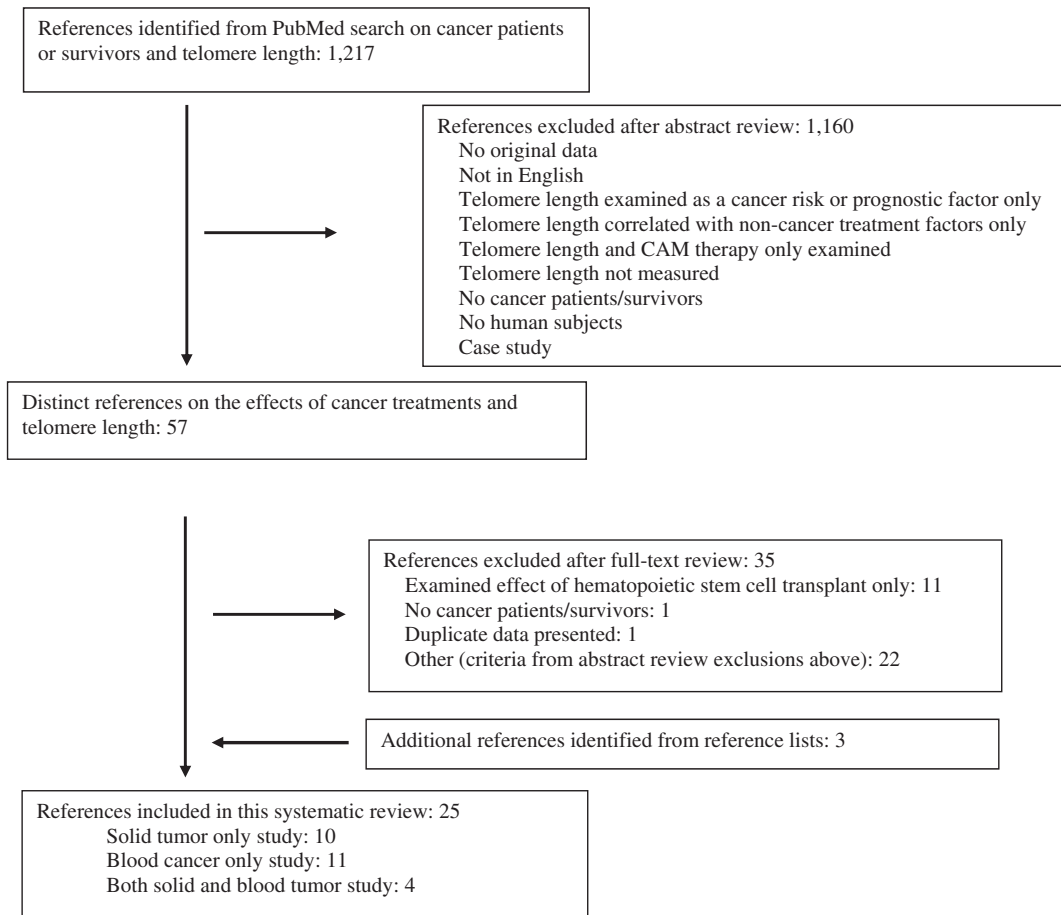 References identified from PubMed search on cancer patients
or survivors and telomere length: 1,217
References excluded after abstract review: 1,160
No original data
Not in English
Telomere length examined as a cancer risk or prognostic factor only
Telomere length correlated with non-cancer treatment factors only
Telomere length and CAM therapy only examined
Telomere length not measured
No cancer patients/survivors
No human subjects
Case study
Distinct references on the effects of cancer treatments and
telomere length: 57
References excluded after full-text review: 35
Examined effect of hematopoietic stem cell transplant only: 11
No cancer patients/survivors: 1
Duplicate data presented: 1
Other (criteria from abstract review exclusions above): 22
Additional references identified from reference lists: 3
References included in this systematic review: 25
Solid tumor only study: 10
Blood cancer only study: 11
Both solid and blood tumor study: 4